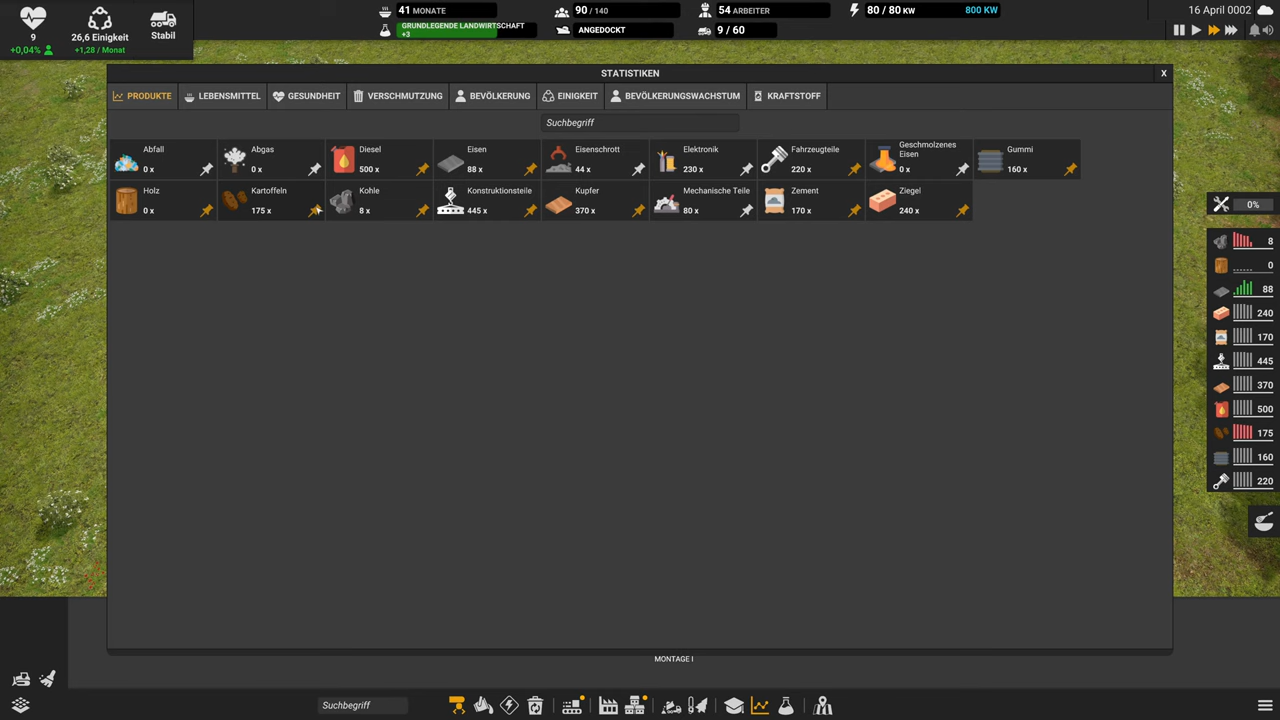 9
+0,04%
26,6 Einigkeit
+1,28 / Monat
Stabil
41 MONATE
GRUNDLEGENDE LANDWIRTSCHAFT
+3
90 / 140
ANGEDOCKT
54 ARBEITER
9 / 60
80 / 80 KW
800 KW
16 April 0002
STATISTIKEN
X
PRODUKTE
LEBENSMITTEL
GESUNDHEIT
VERSCHMUTZUNG
BEVÖLKERUNG
EINIGKEIT
BEVÖLKERUNGSWACHSTUM
KRAFTSTOFF
Suchbegriff
Abfall
0 x
Abgas
0 x
Diesel
500 x
Eisen
88 x
Eisenschrott
44 x
Elektronik
230 x
Fahrzeugteile
220 x
Geschmolzenes
Eisen
0 x
Gummi
160 x
Holz
0 x
Kartoffeln
175 x
Kohle
8 x
Konstruktionsteile
445 x
Kupfer
370 x
Mechanische Teile
80 x
Zement
170 x
Ziegel
240 x
0%
8
0
88
240
170
445
370
500
175
160
220
MONTAGE I
Suchbegriff